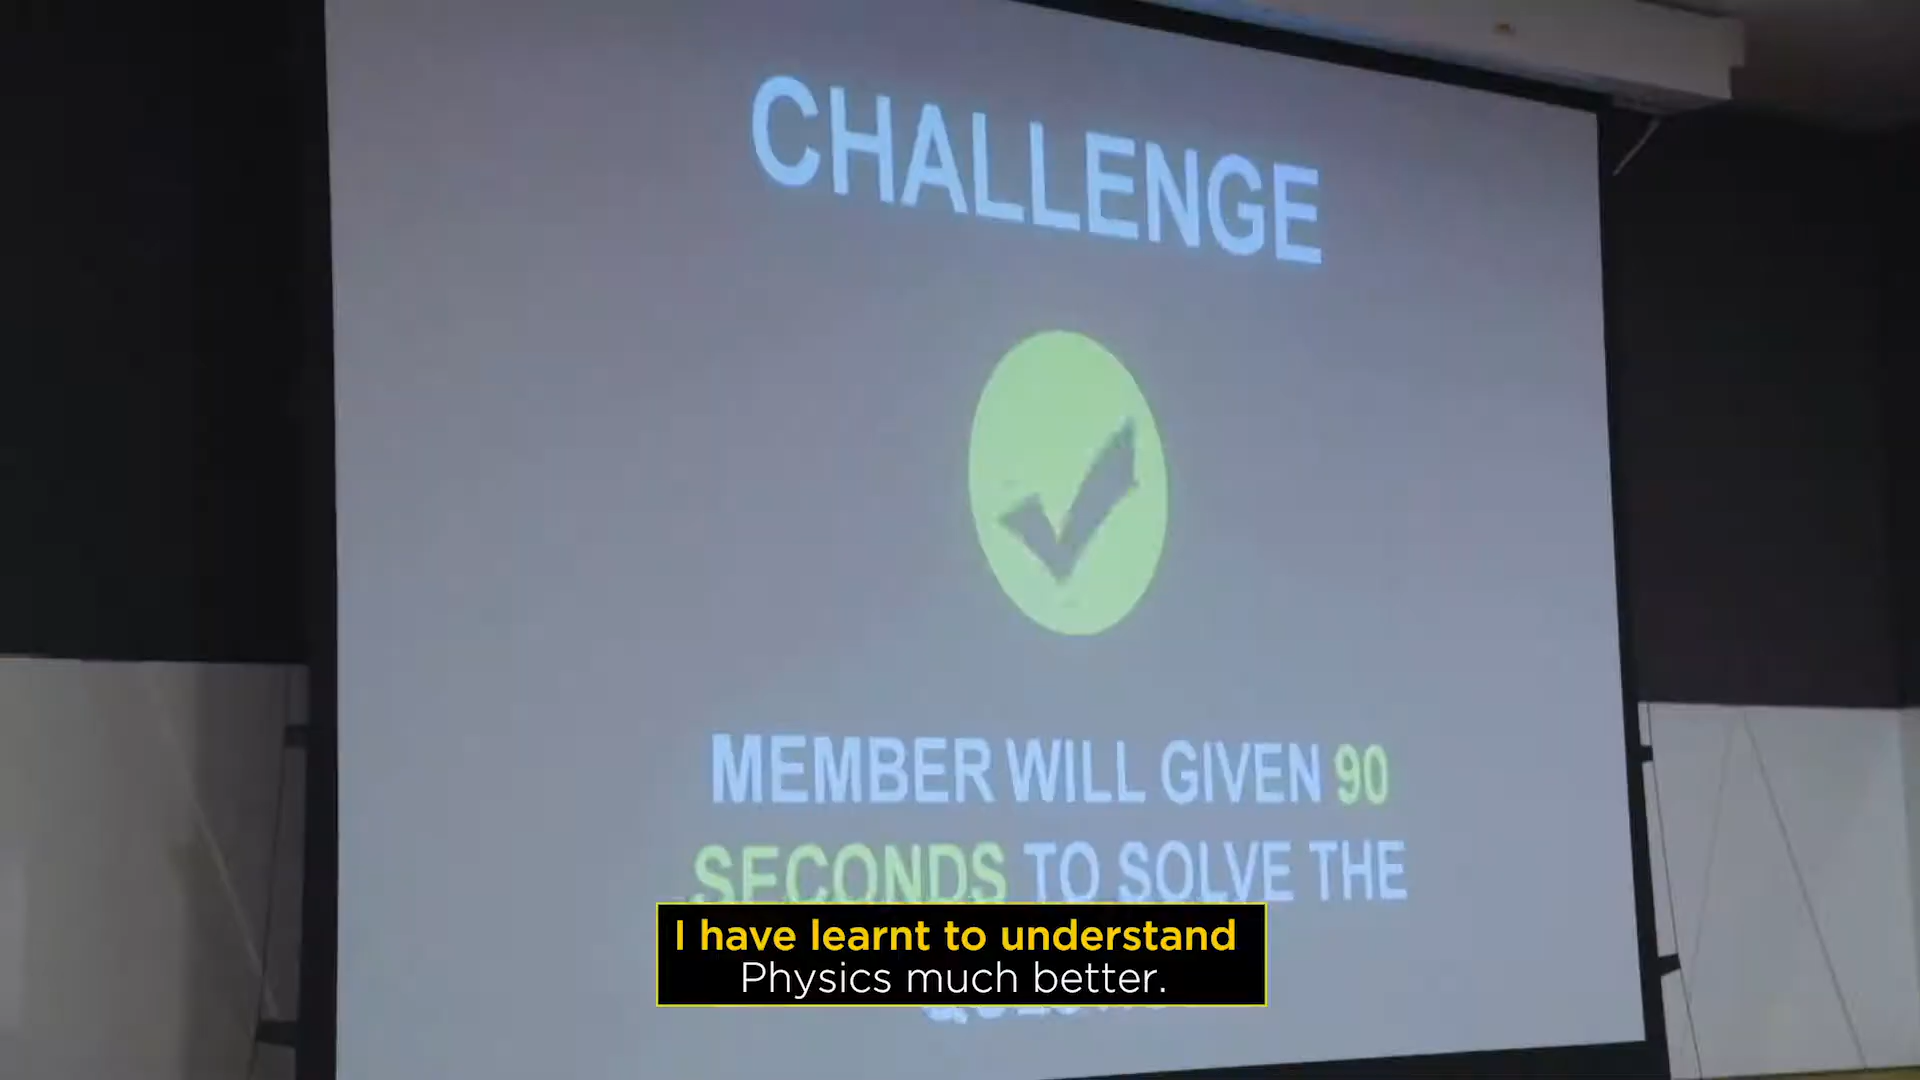 CHALLENGE
MEMBER WILL GIVEN 90
SECONDS TO SOLVE THE
I have learnt to understand
Physics much better.